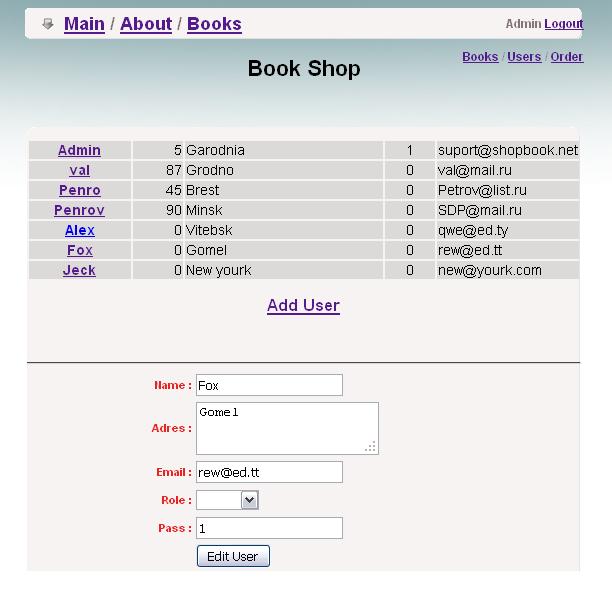 Main / About / Books
Admin Logout
Books / Users / Order
Book Shop
Admin 5 Garodnia 1 suport@shopbook.net
val 87 Grodno 0 val@mail.ru
Penro 45 Brest 0 Petrov@list.ru
Penrov 90 Minsk 0 SDP@mail.ru
Alex 0 Vitebsk 0 qwe@ed.ty
Fox 0 Gomel 0 rew@ed.tt
Jeck 0 New yourk 0 new@yourk.com
Add User
Name : Fox
Adres : Gomel
Email : rew@ed.tt
Role :
Pass : 1
Edit User